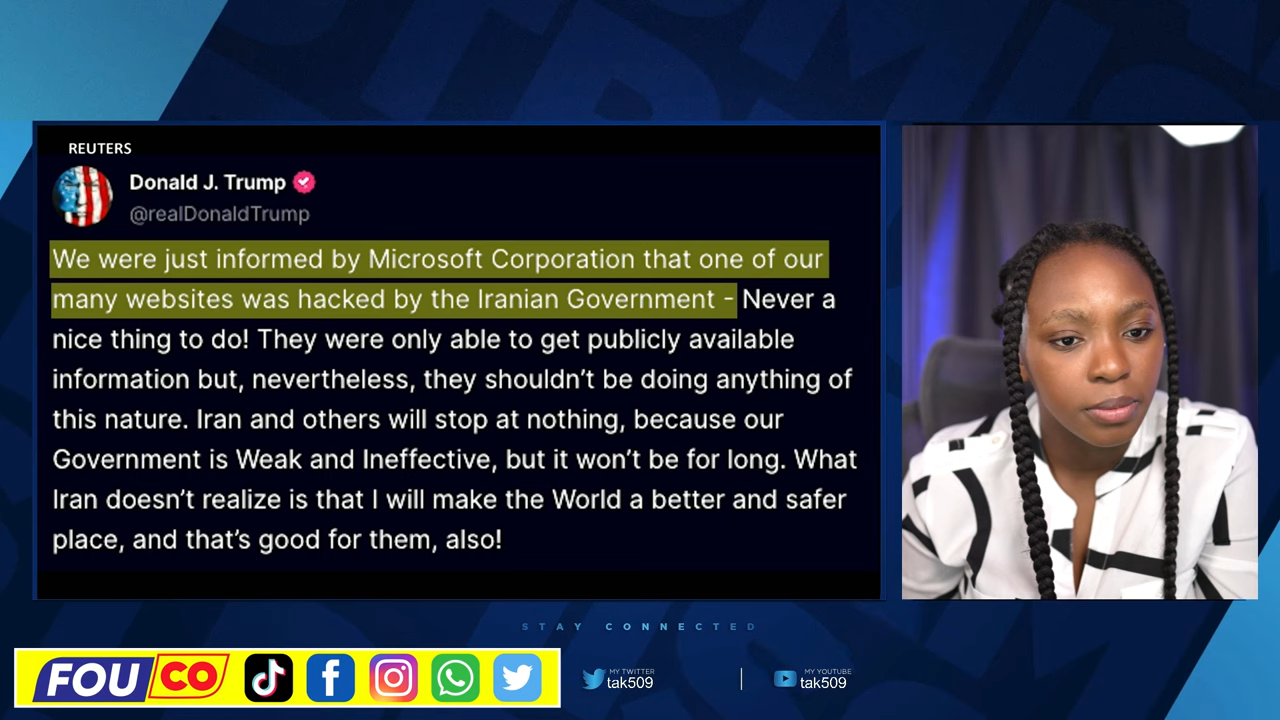 REUTERS
Donald J. Trump
@realDonaldTrump
We were just informed by Microsoft Corporation that one of our
many websites was hacked by the Iranian Government - Never a
nice thing to do! They were only able to get publicly available
information but, nevertheless, they shouldn't be doing anything of
this nature. Iran and others will stop at nothing, because our
Government is Weak and Ineffective, but it won't be for long. What
Iran doesn't realize is that I will make the World a better and safer
place, and that's good for them, also!
STAY CONNECTED
FOUCO
MY TWITTER
tak509
MY YOUTUBE
tak509